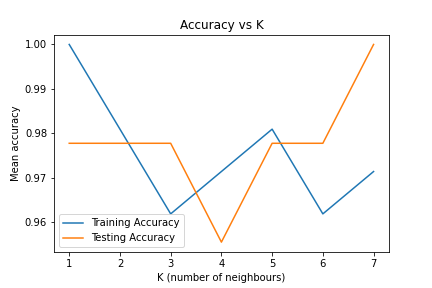 Accuracy vs K
1.00
0.99
0.98
0.97
0.96
Mean accuracy
Training Accuracy
Testing Accuracy
1 2 3 4 5 6 7
K (number of neighbours)